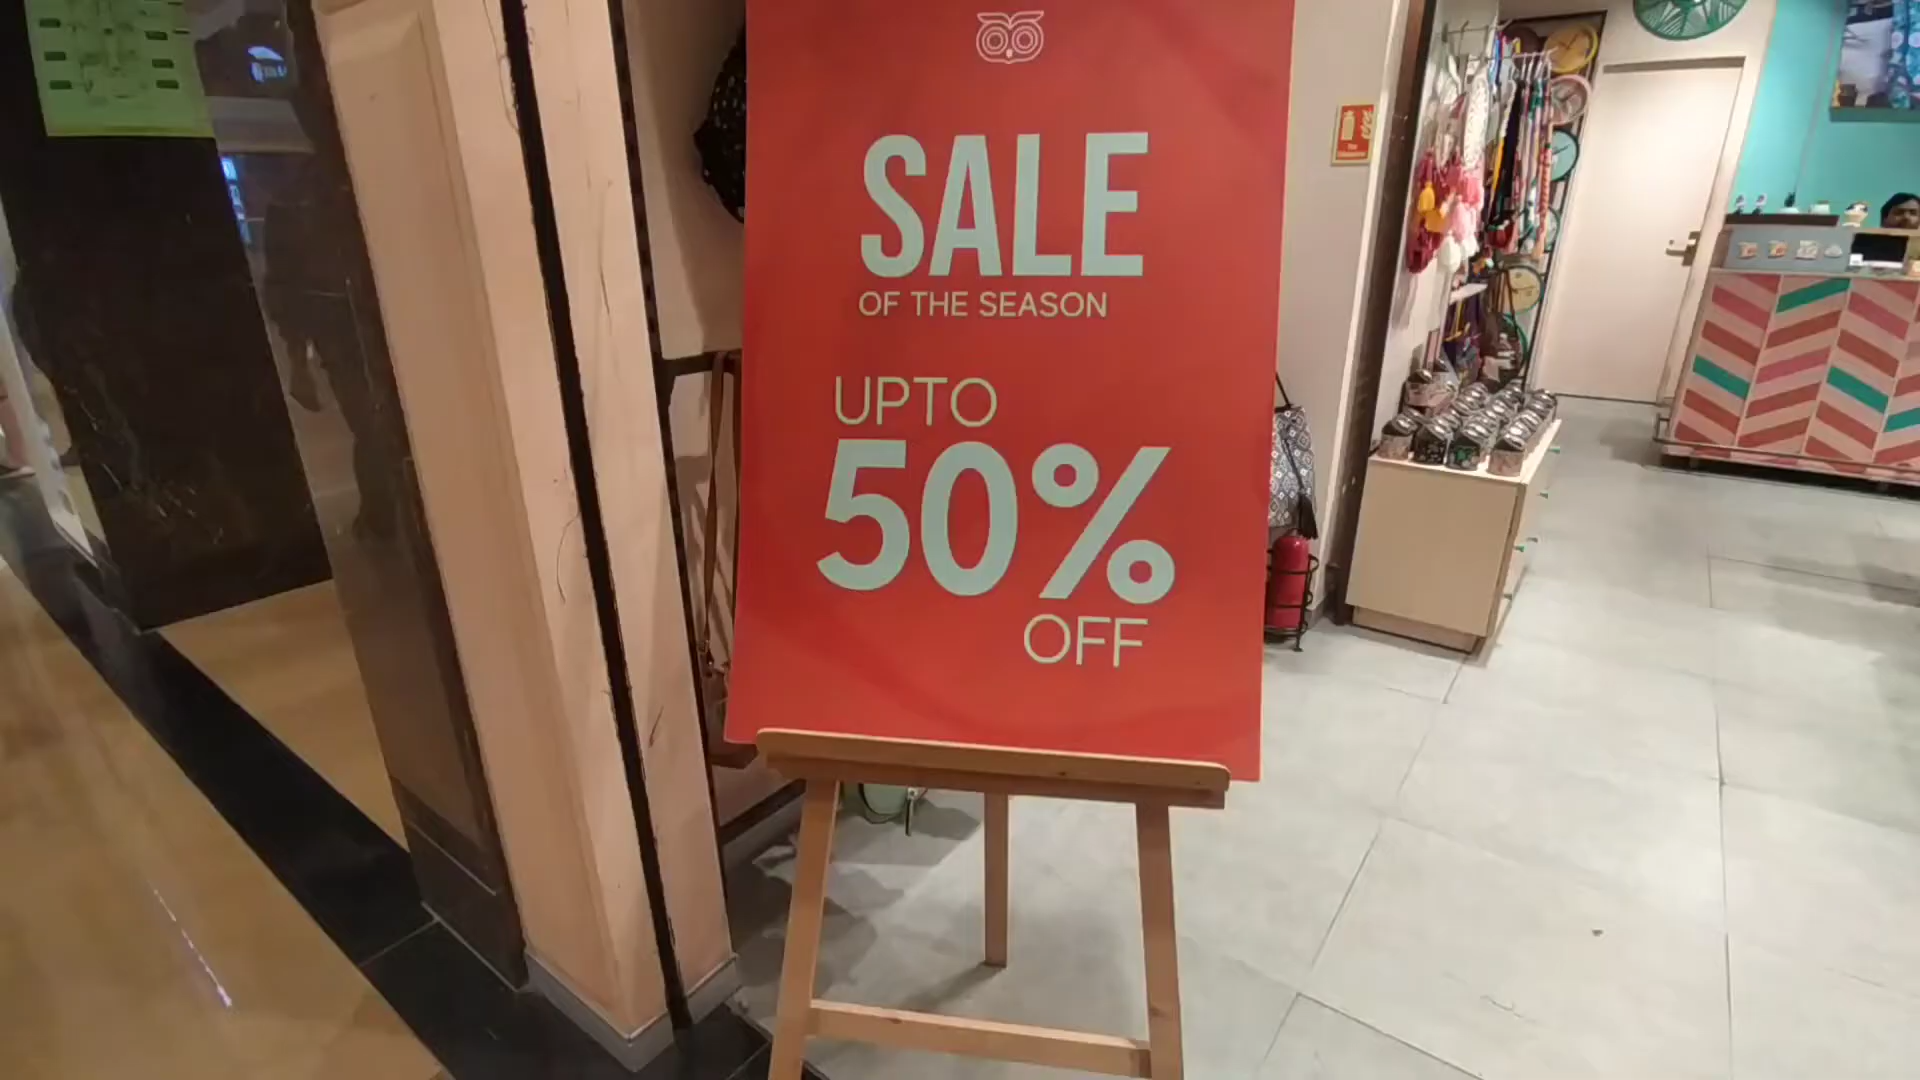 SALE
OF THE SEASON
UPTO
50%
OFF